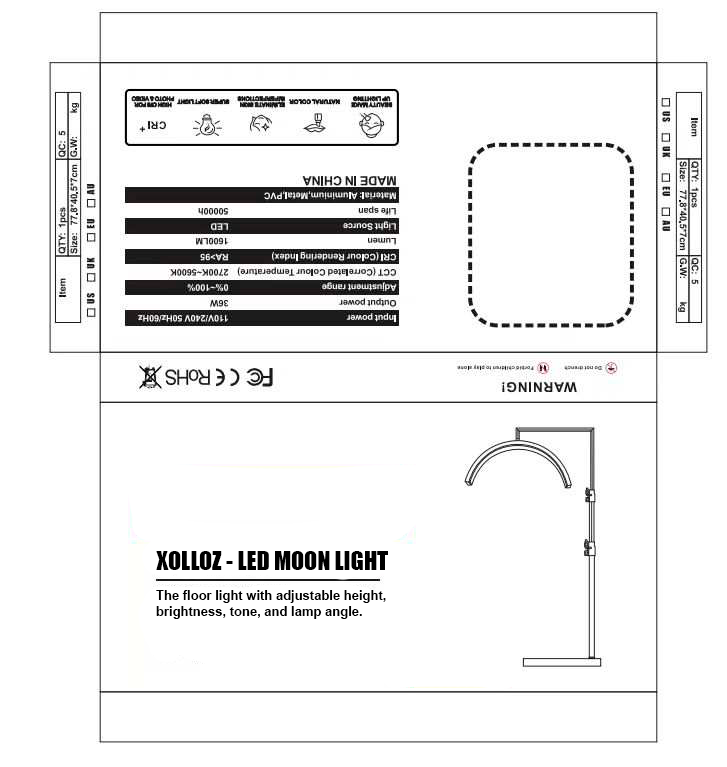 BEAUTY MAKE
UP LIGHTING
NATURAL COLOR
ELIMINATE SKIN
IMPERFECTIONS
SUPER SOFT LIGHT
HIGH CRI FOR
PHOTO & VIDEO
CRI+
MADE IN CHINA
Material: Aluminium,Metal,PVC
Life span 50000h
Light Source LED
Lumen 1600LM
CRI (Colour Rendering Index) RA>95
CCT (Correlated Colour Temperature) 2700K~5500K
Adjustment range 0%~100%
Output power 36W
Input power 110V/240V 50Hz/60Hz
Item
QTY: 1pcs QC: 5
Size: 77.8*40.5*7cm G.W: kg
US UK EU AU
Item
QTY: 1pcs QC: 5
Size: 77.8*40.5*7cm G.W: kg
US UK EU AU
WARNING!
Do not drench Forbid children to play alone
FC CE RoHS
XOLLOZ - LED MOON LIGHT
The floor light with adjustable height,
brightness, tone, and lamp angle.